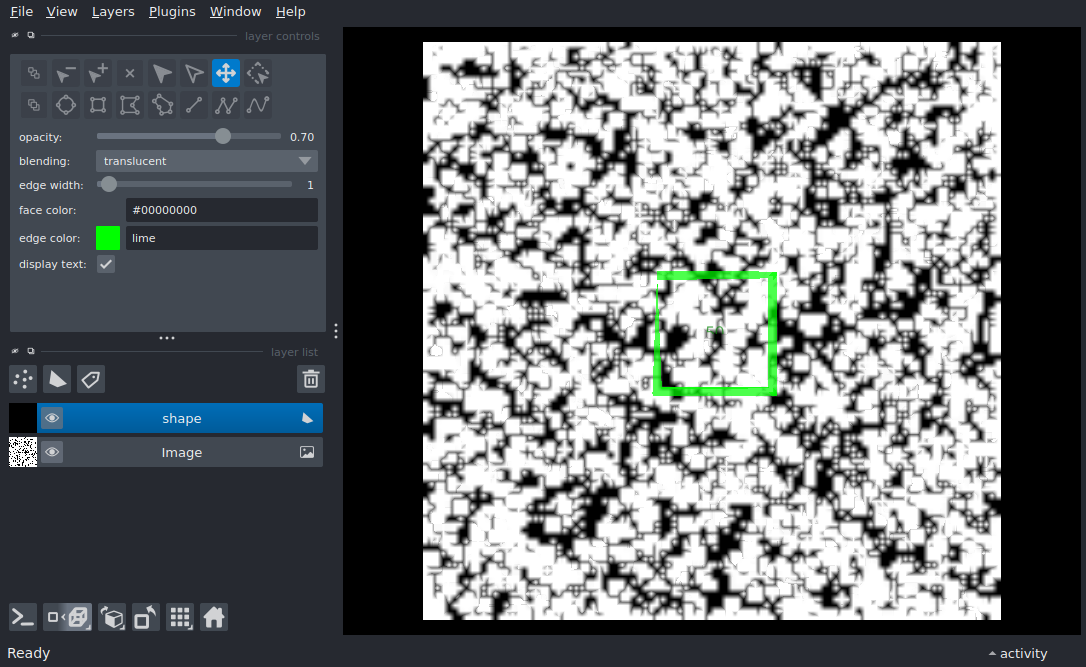 File View Layers Plugins Window Help
layer controls
opacity: 0.70
blending: translucent
edge width: 1
face color: #00000000
edge color: lime
display text:
layer list
shape
Image
Ready
activity